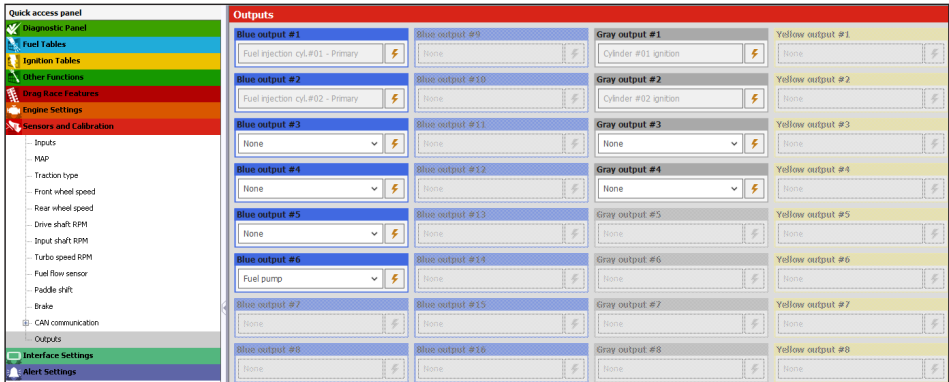 Quick access panel
Diagnostic Panel
Fuel Tables
Ignition Tables
Other Functions
Drag Race Features
Engine Settings
Sensors and Calibration
Inputs
MAP
Traction type
Front wheel speed
Rear wheel speed
Drive shaft RPM
Input shaft RPM
Turbo speed RPM
Fuel flow sensor
Paddle shift
Brake
CAN communication
Outputs
Interface Settings
Alert Settings
Outputs
Blue output #1
Fuel injection cyl.#01 - Primary
Blue output #2
Fuel injection cyl.#02 - Primary
Blue output #3
None
Blue output #4
None
Blue output #5
None
Blue output #6
Fuel pump
Blue output #7
None
Blue output #8
None
Blue output #9
None
Blue output #10
None
Blue output #11
None
Blue output #12
None
Blue output #13
None
Blue output #14
None
Blue output #15
None
Blue output #16
None
Gray output #1
Cylinder #01 ignition
Gray output #2
Cylinder #02 ignition
Gray output #3
None
Gray output #4
None
Gray output #5
None
Gray output #6
None
Gray output #7
None
Gray output #8
None
Yellow output #1
None
Yellow output #2
None
Yellow output #3
None
Yellow output #4
None
Yellow output #5
None
Yellow output #6
None
Yellow output #7
None
Yellow output #8
None